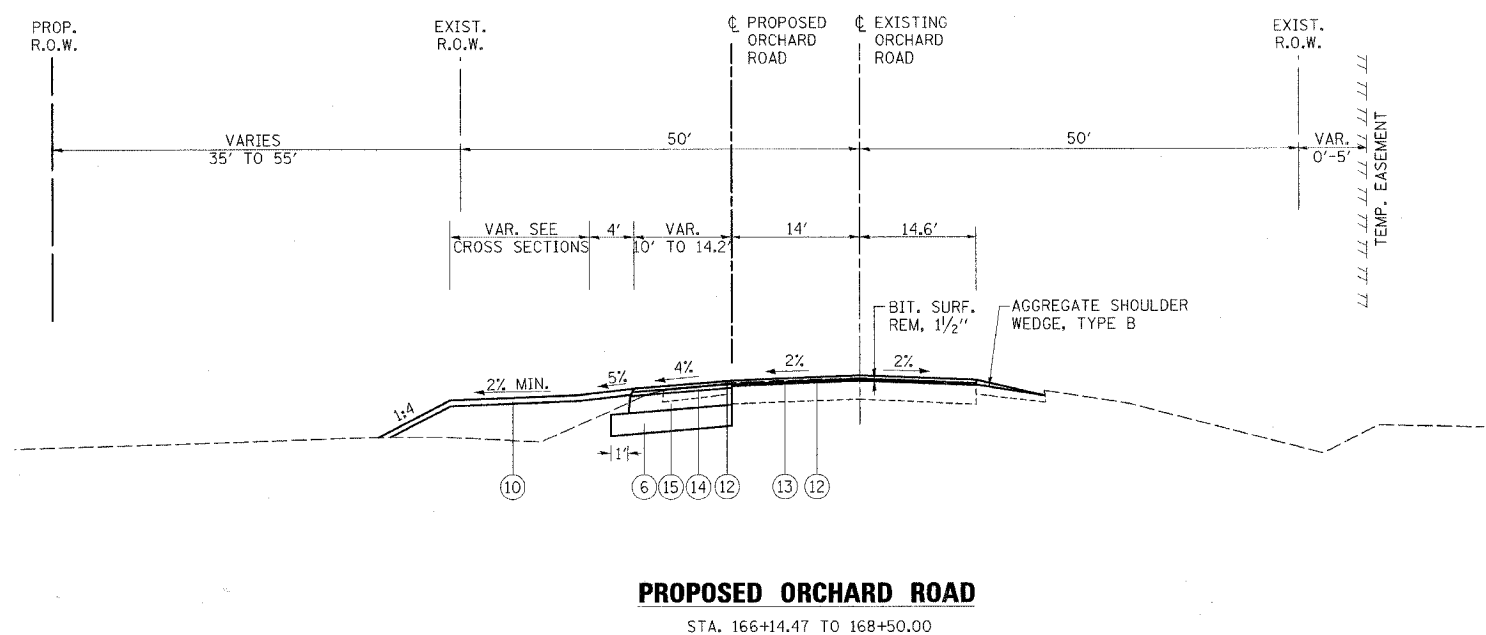 PROP.
R.O.W.
EXIST.
R.O.W.
℄ PROPOSED
ORCHARD
ROAD
℄ EXISTING
ORCHARD
ROAD
EXIST.
R.O.W.
VARIES
35' TO 55'
50'
50'
VAR.
0'-5'
TEMP. EASEMENT
VAR. SEE
CROSS SECTIONS
4'
VAR.
10' TO 14.2'
14'
14.6'
BIT. SURF.
REM, 1 1/2"
AGGREGATE SHOULDER
WEDGE, TYPE B
1:4
2% MIN.
5%
4%
2%
2%
1'
10
6
15
14
12
13
12
PROPOSED ORCHARD ROAD
STA. 166+14.47 TO 168+50.00